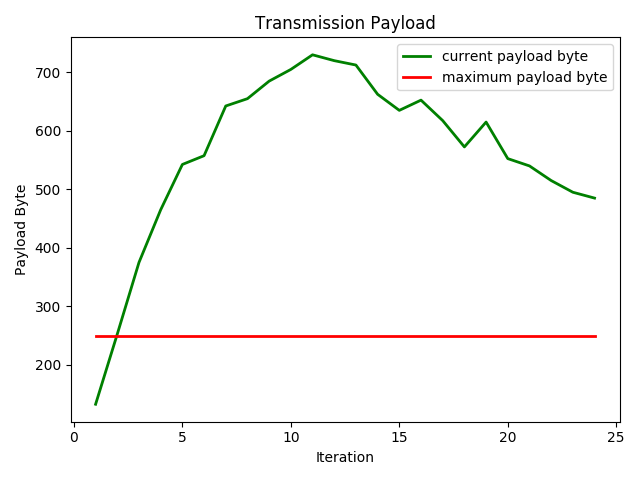 Transmission Payload
current payload byte
maximum payload byte
700
600
500
400
300
200
Payload Byte
0 5 10 15 20 25
Iteration